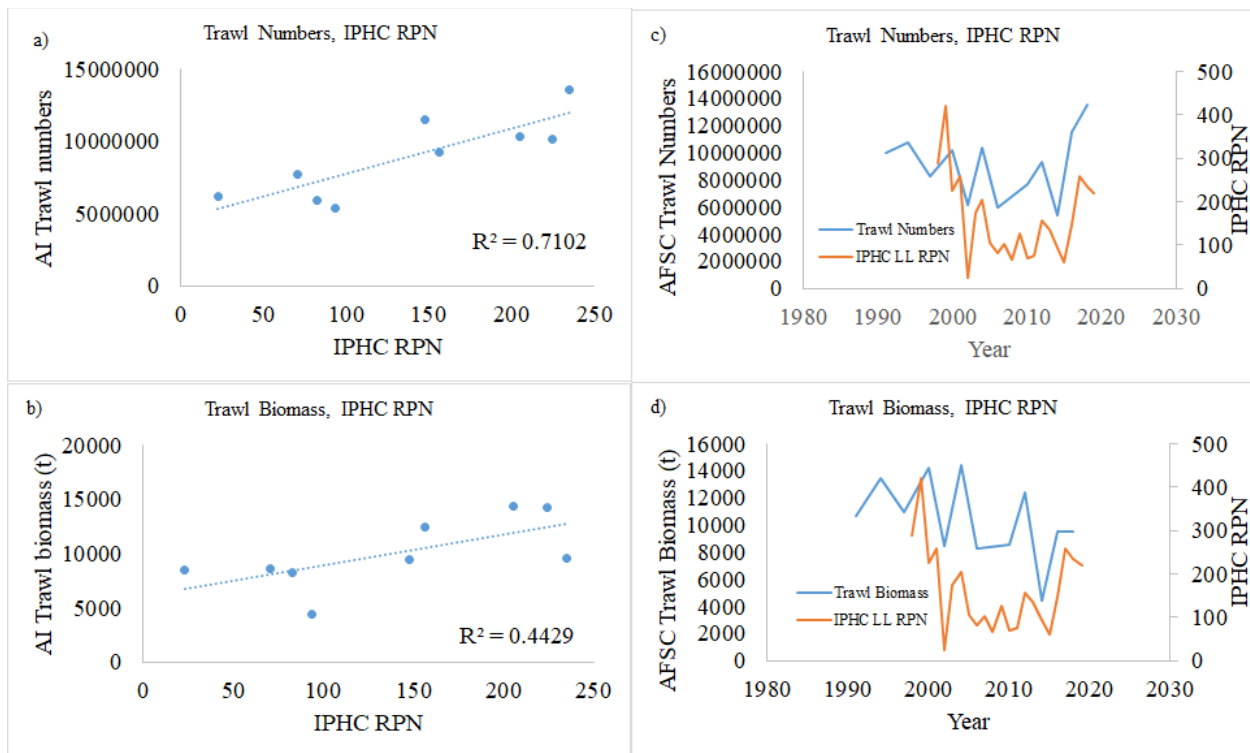 a)
Trawl Numbers, IPHC RPN
AI Trawl numbers
15000000
10000000
5000000
0
R² = 0.7102
0 50 100 150 200 250
IPHC RPN
c)
Trawl Numbers, IPHC RPN
AFSC Trawl Numbers
16000000
14000000
12000000
10000000
8000000
6000000
4000000
2000000
0
Trawl Numbers
IPHC LL RPN
500
400
300
200
100
0
IPHC RPN
1980 1990 2000 2010 2020 2030
Year
b)
Trawl Biomass, IPHC RPN
AI Trawl biomass (t)
20000
15000
10000
5000
0
R² = 0.4429
0 50 100 150 200 250
IPHC RPN
d)
Trawl Biomass, IPHC RPN
AFSC Trawl Biomass (t)
16000
14000
12000
10000
8000
6000
4000
2000
0
Trawl Biomass
IPHC LL RPN
500
400
300
200
100
0
IPHC RPN
1980 1990 2000 2010 2020 2030
Year